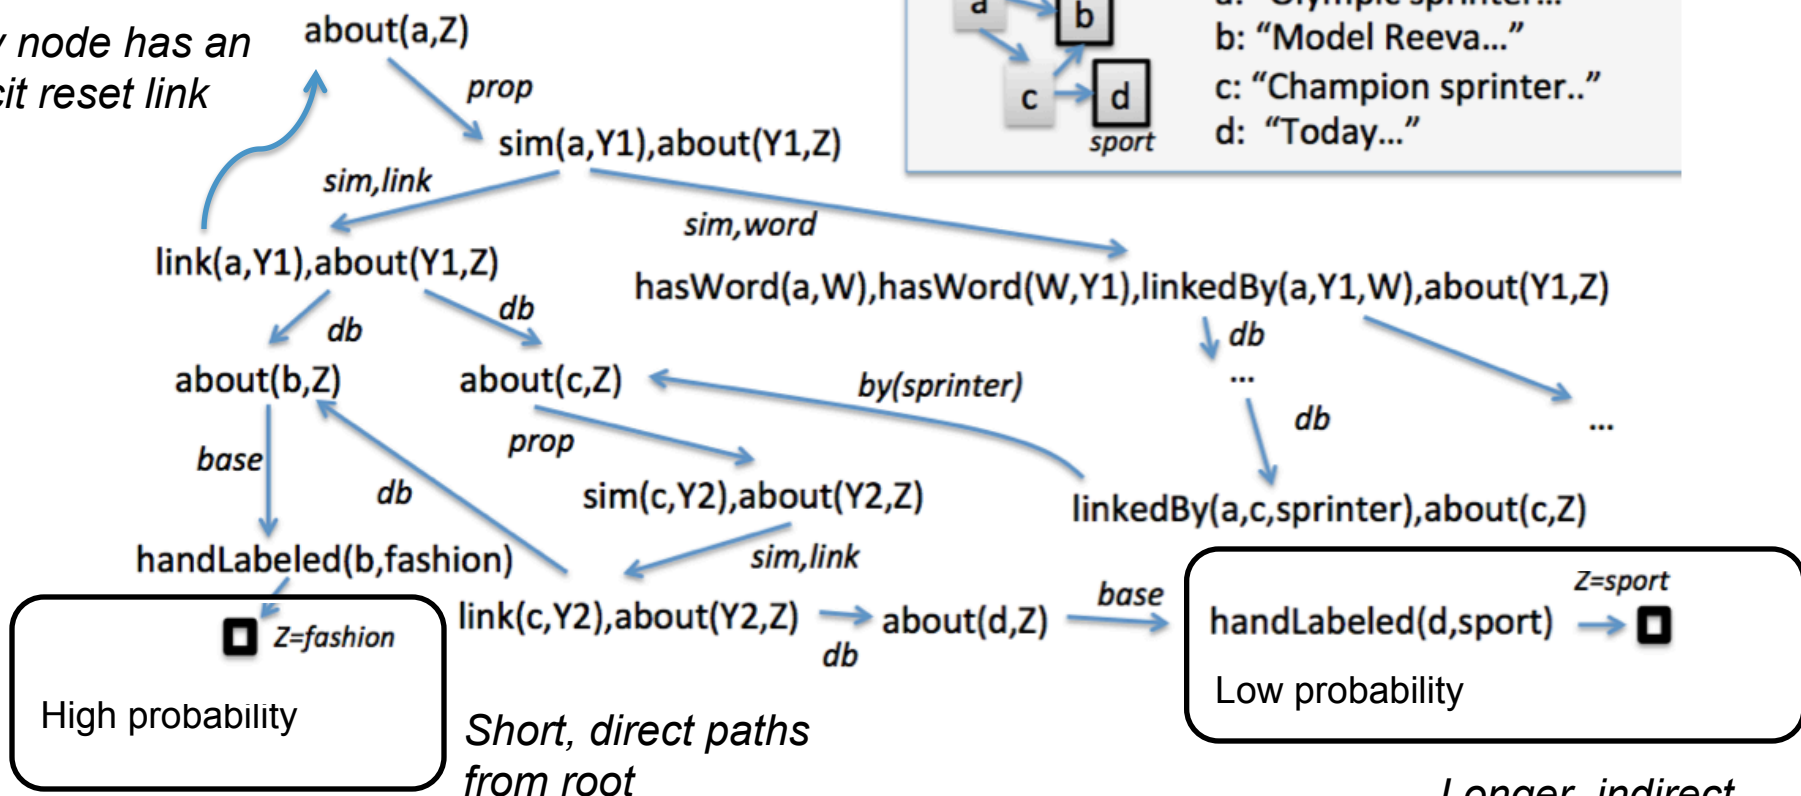 node has an
reset link
about(a,Z)
prop
sim(a,Y1),about(Y1,Z)
a
b
c
d
sport
b: “Model Reeva...”
c: “Champion sprinter..”
d: “Today...”
sim,link
sim,word
link(a,Y1),about(Y1,Z)
hasWord(a,W),hasWord(W,Y1),linkedBy(a,Y1,W),about(Y1,Z)
db
db
db
...
db
...
about(b,Z)
about(c,Z)
by(sprinter)
base
db
prop
sim(c,Y2),about(Y2,Z)
linkedBy(a,c,sprinter),about(c,Z)
handLabeled(b,fashion)
sim,link
Z=fashion
High probability
link(c,Y2),about(Y2,Z)
db
about(d,Z)
base
handLabeled(d,sport)
Z=sport
Low probability
Short, direct paths
from root
Longer, indirect